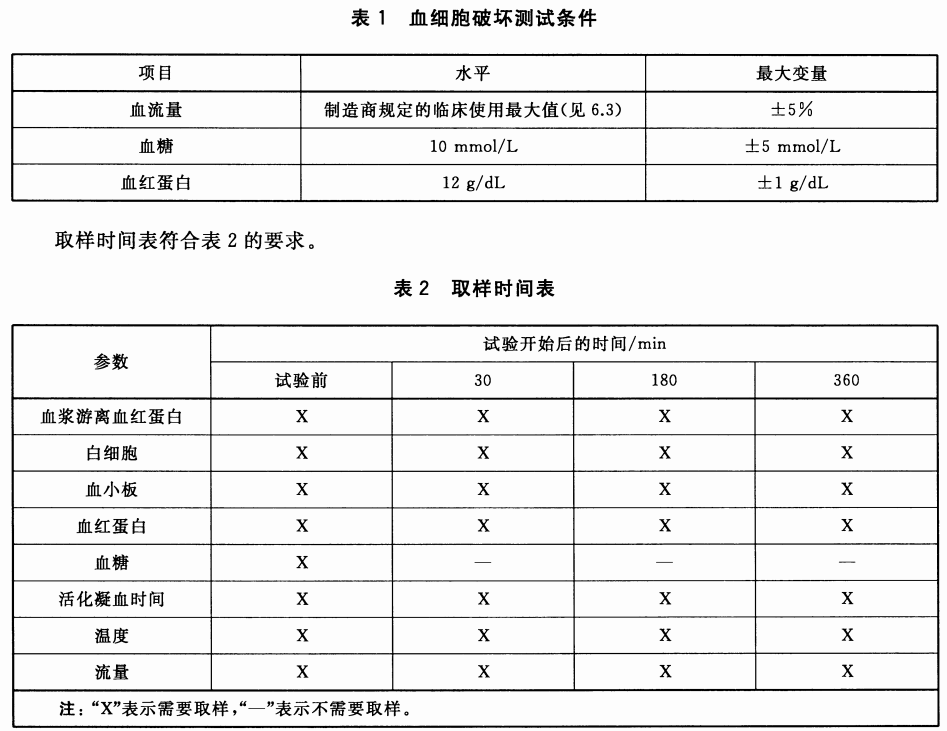 表 1 血细胞破坏测试条件
项目 水平 最大变量
血流量 制造商规定的临床使用最大值(见 6.3) ±5%
血糖 10 mmol/L ±5 mmol/L
血红蛋白 12 g/dL ±1 g/dL
取样时间表符合表 2 的要求。
表 2 取样时间表
参数 试验开始后的时间/min
试验前 30 180 360
血浆游离血红蛋白 X X X X
白细胞 X X X X
血小板 X X X X
血红蛋白 X X X X
血糖 X — — —
活化凝血时间 X X X X
温度 X X X X
流量 X X X X
注：“X”表示需要取样，“—”表示不需要取样。